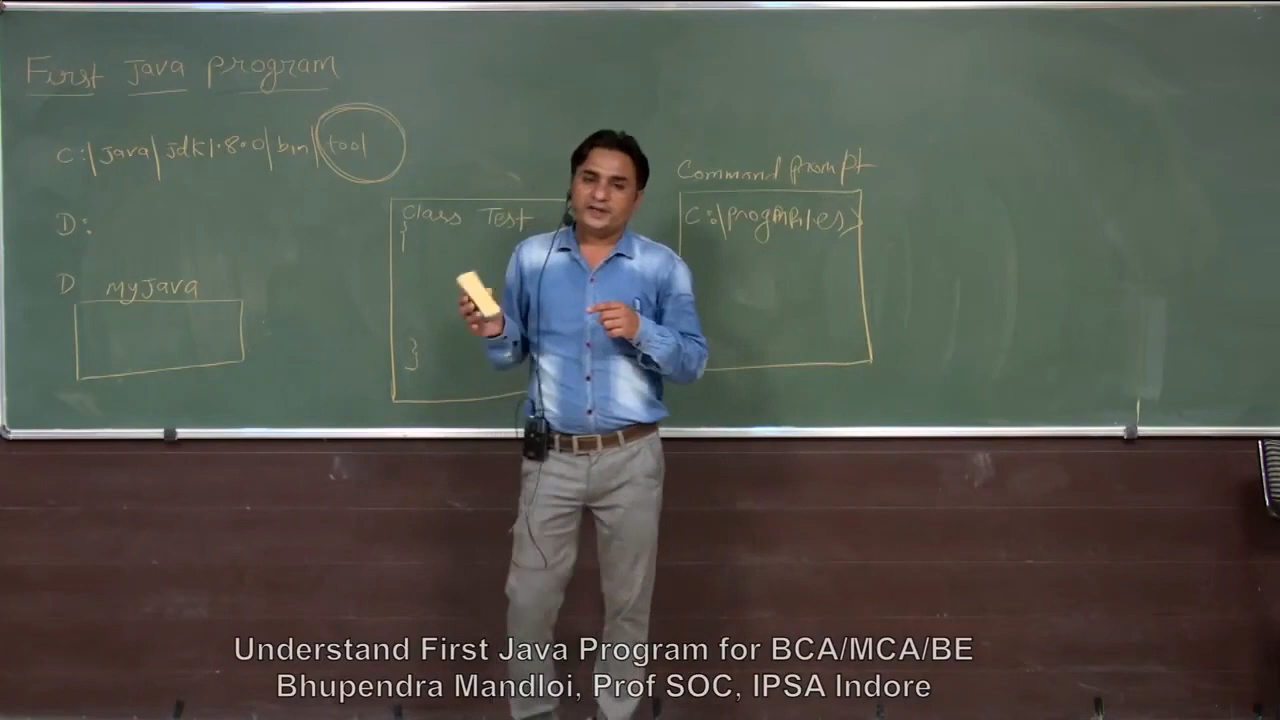 First Java program
C:\Java\Jdk1.8.0\bin\tool
Command prompt
Class Test
C:\
D:
{
D myJava
}
Understand First Java Program for BCA/MCA/BE
Bhupendra Mandloi, Prof SOC, IPSA Indore